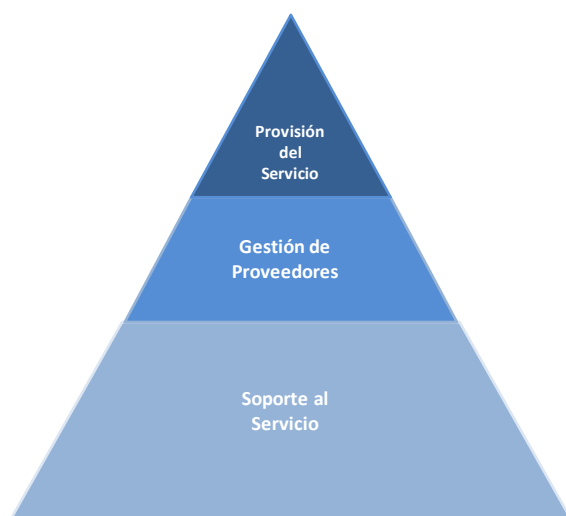 Provisión
del
Servicio
Gestión de
Proveedores
Soporte al
Servicio